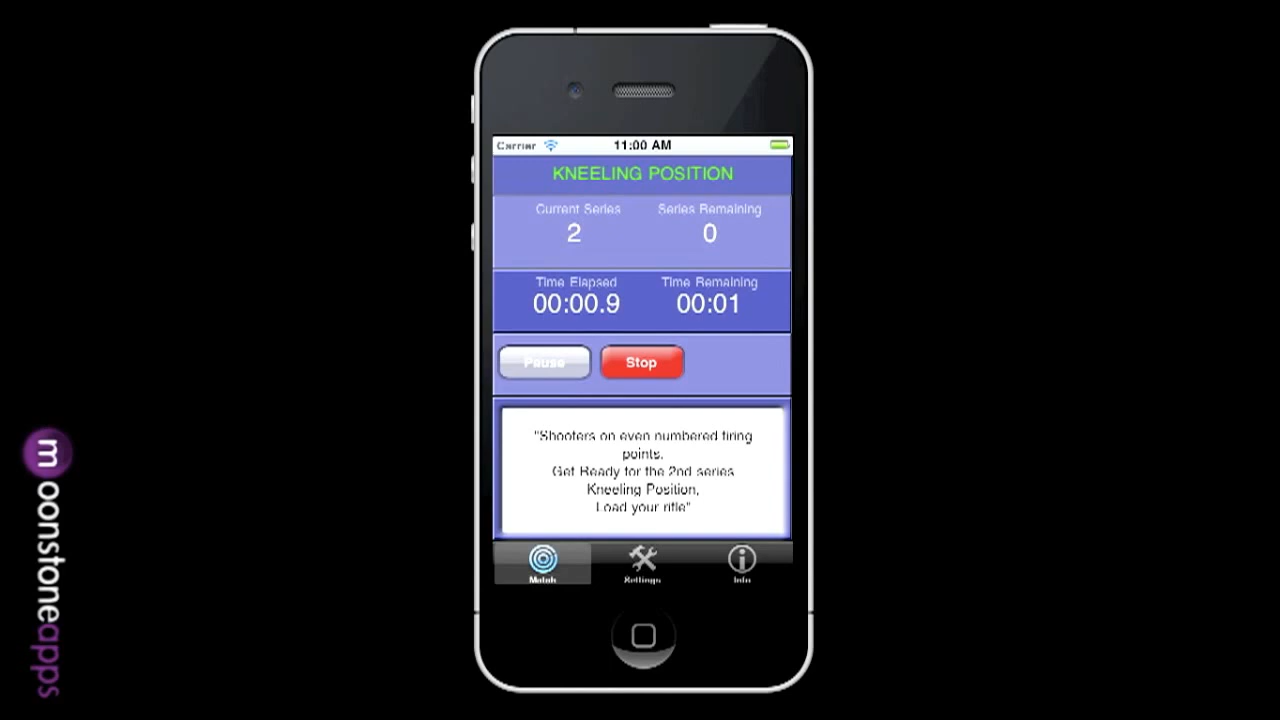 Carrier 11:00 AM
KNEELING POSITION
Current Series Series Remaining
2 0
Time Elapsed Time Remaining
00:00.9 00:01
Pause Stop
"Shooters on even numbered firing
points.
Get Ready for the 2nd series
Kneeling Position,
Load your rifle"
Match Settings Info
moonstoneapps